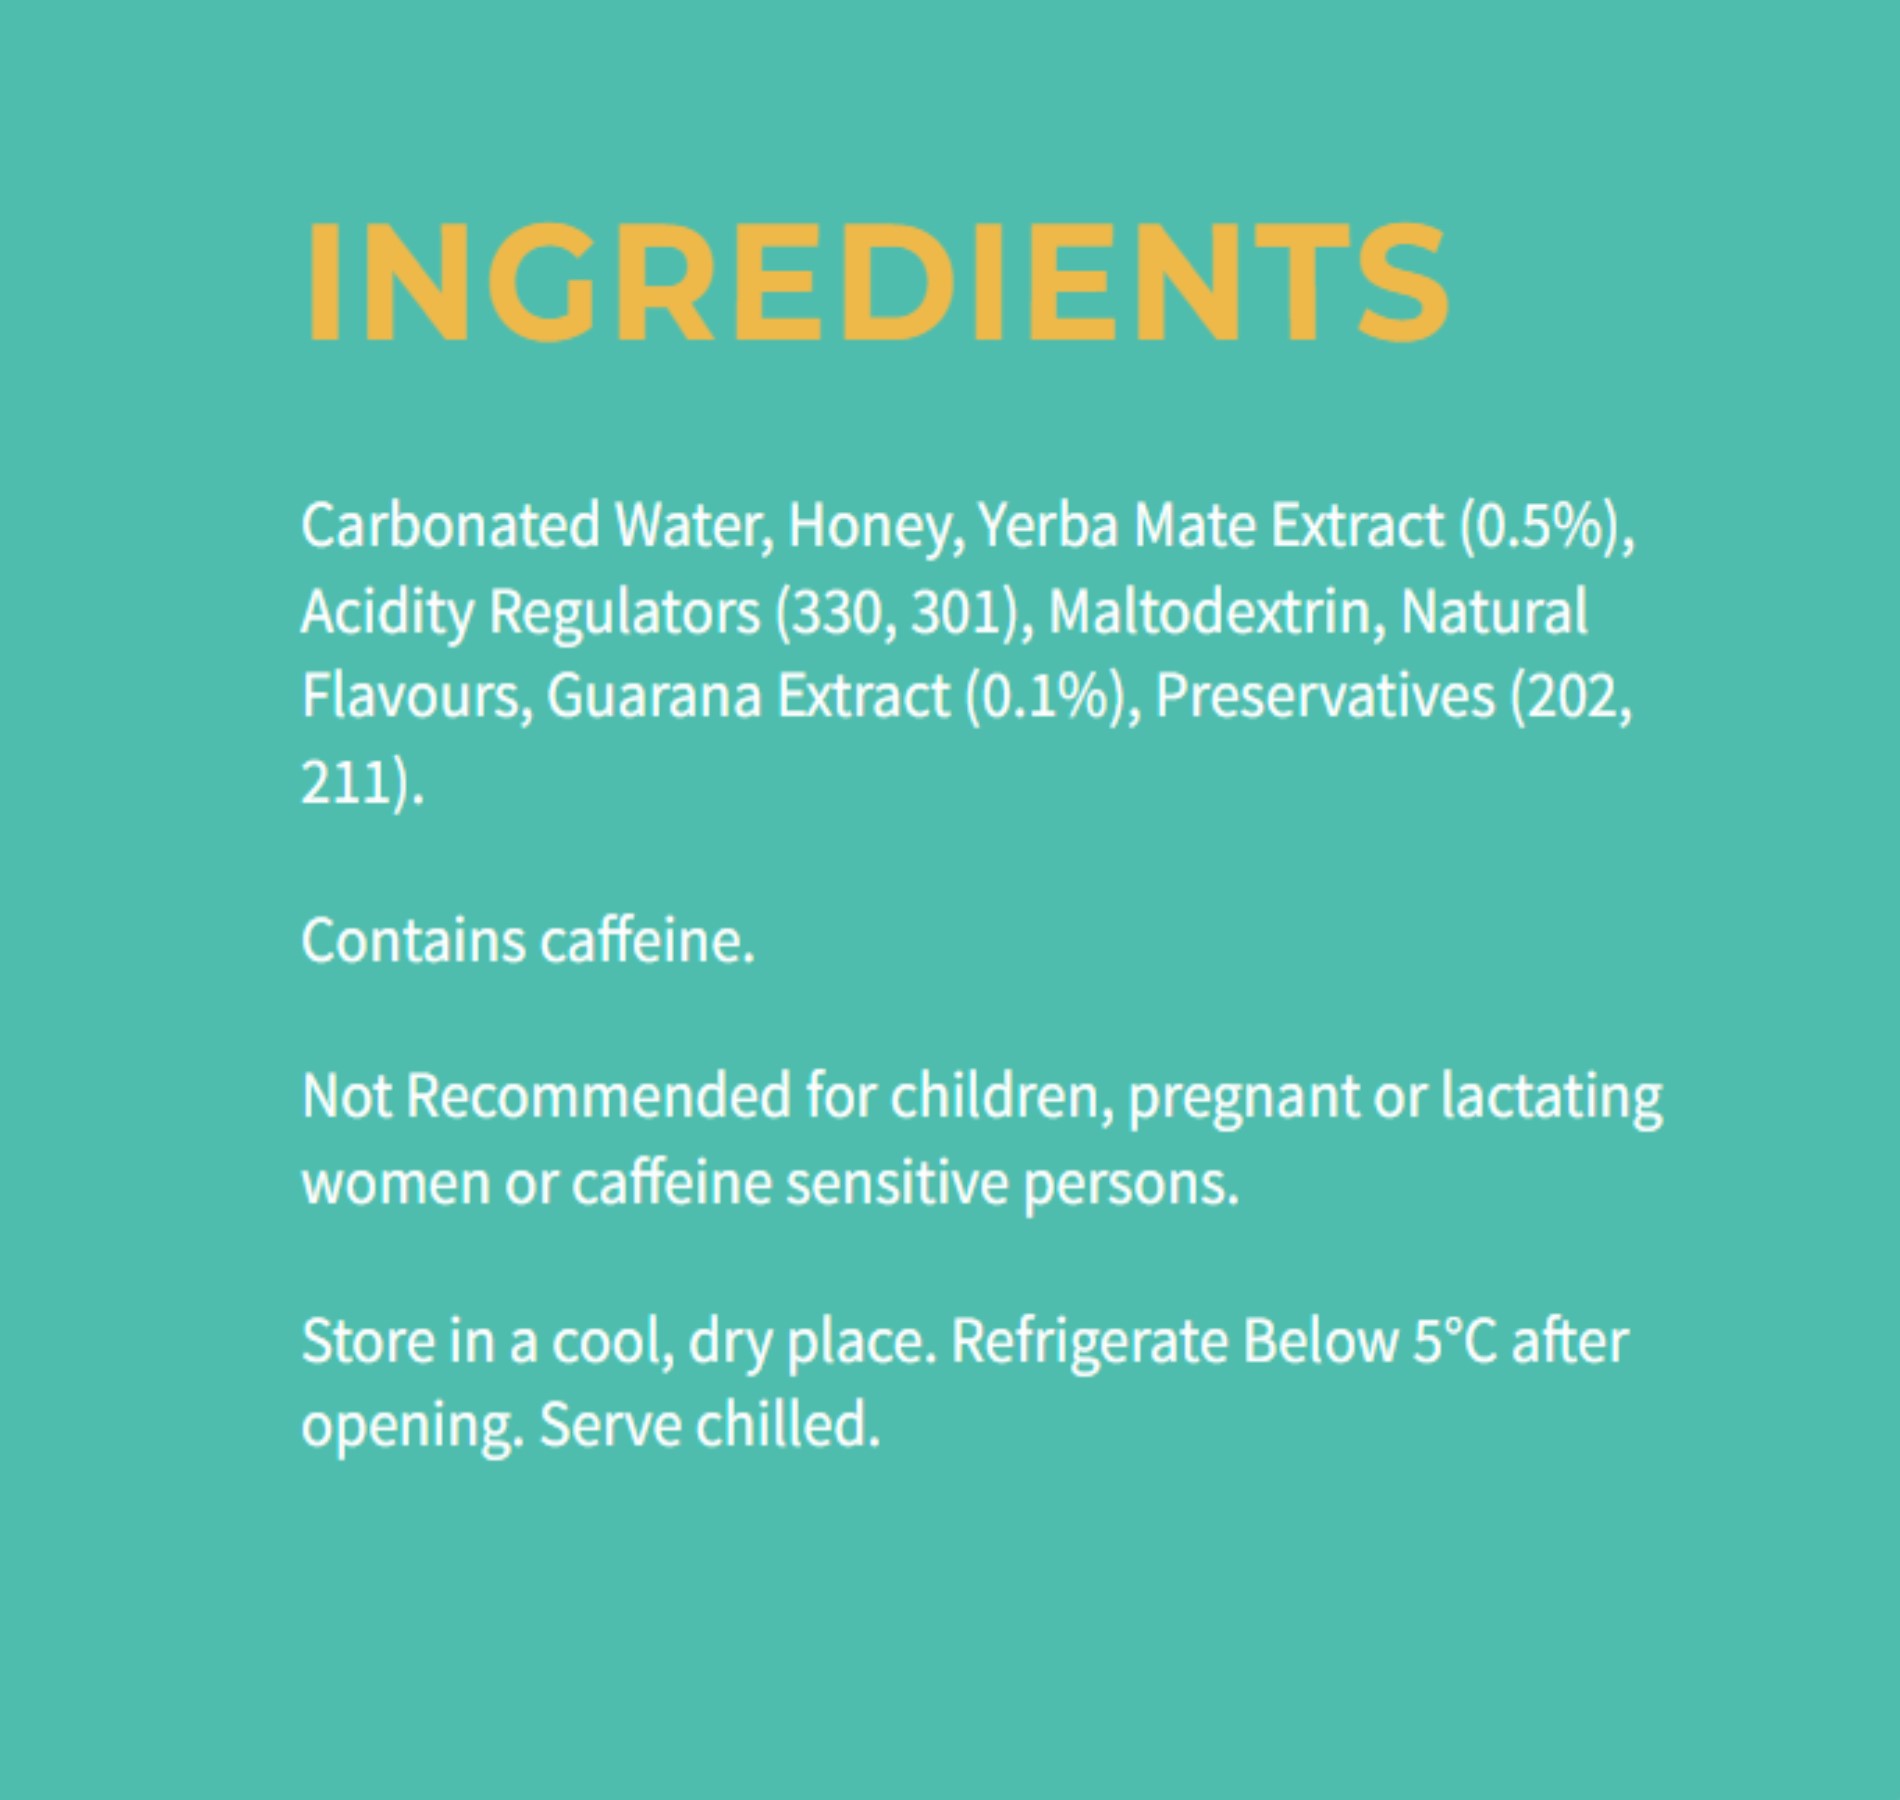 INGREDIENTS
Carbonated Water, Honey, Yerba Mate Extract (0.5%),
Acidity Regulators (330, 301), Maltodextrin, Natural
Flavours, Guarana Extract (0.1%), Preservatives (202,
211).
Contains caffeine.
Not Recommended for children, pregnant or lactating
women or caffeine sensitive persons.
Store in a cool, dry place. Refrigerate Below 5°C after
opening. Serve chilled.